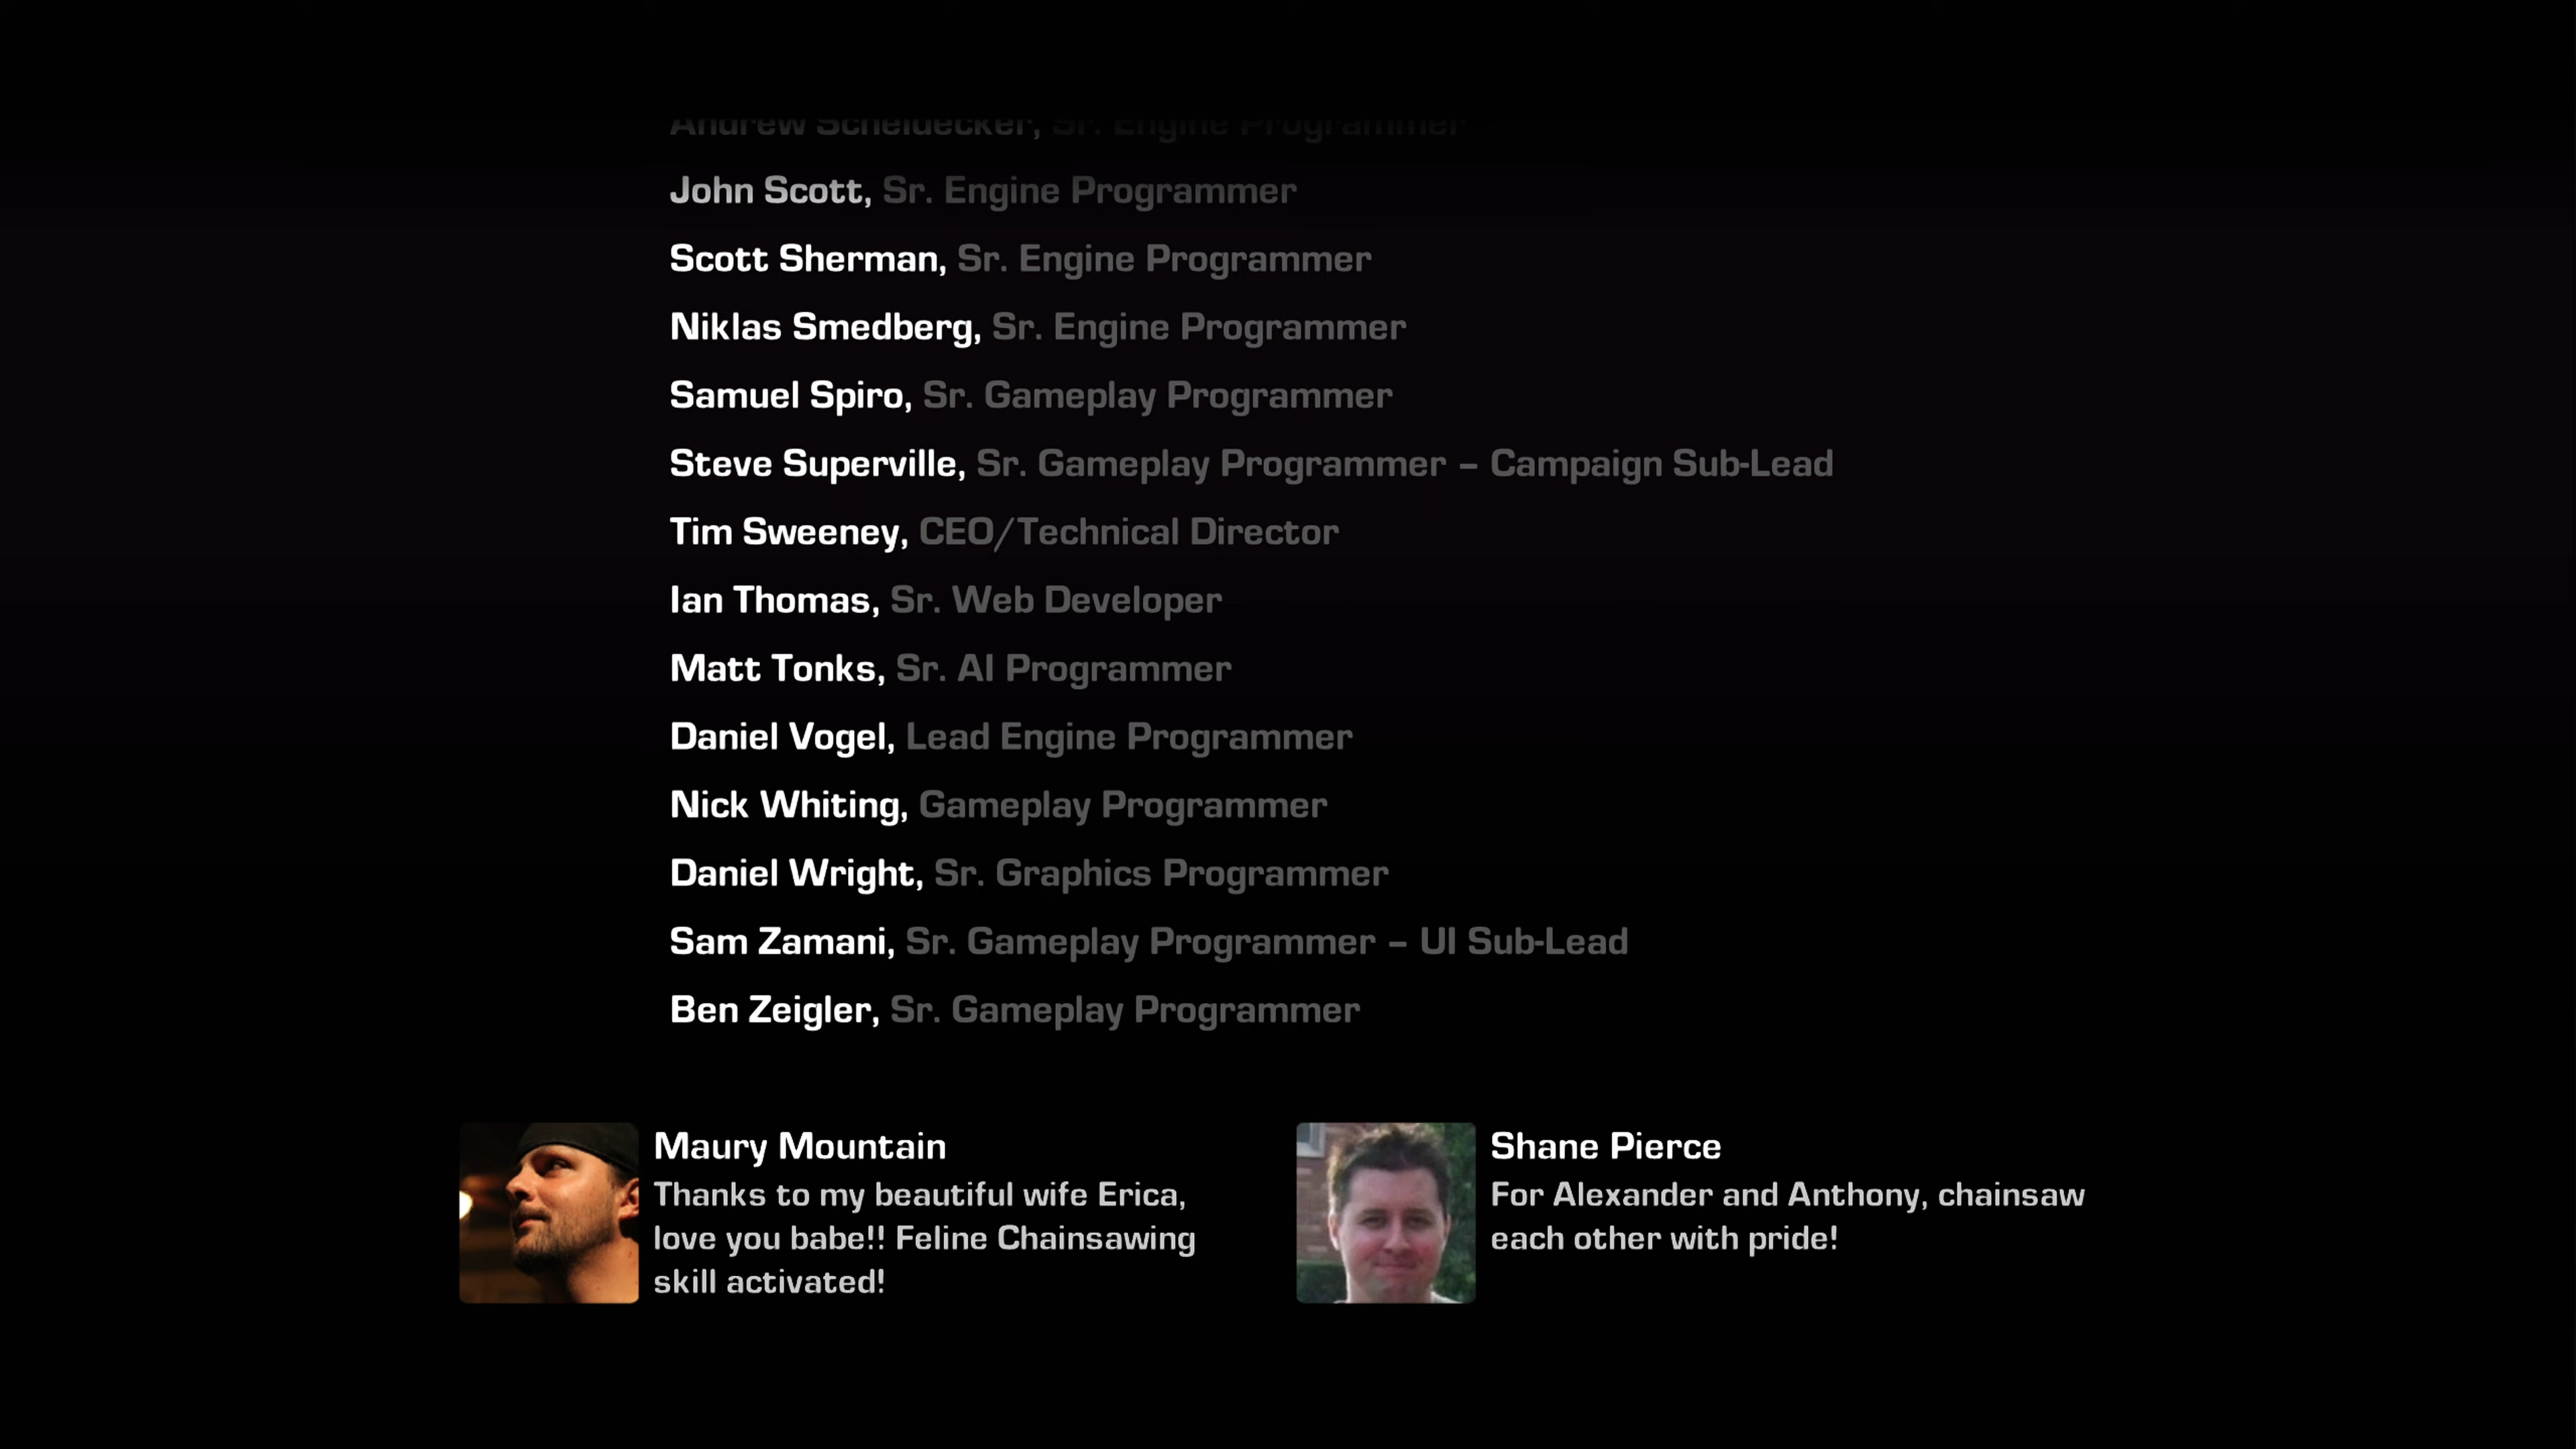 Andrew Scheidecker, Sr. Engine Programmer
John Scott, Sr. Engine Programmer
Scott Sherman, Sr. Engine Programmer
Niklas Smedberg, Sr. Engine Programmer
Samuel Spiro, Sr. Gameplay Programmer
Steve Superville, Sr. Gameplay Programmer – Campaign Sub-Lead
Tim Sweeney, CEO/Technical Director
Ian Thomas, Sr. Web Developer
Matt Tonks, Sr. AI Programmer
Daniel Vogel, Lead Engine Programmer
Nick Whiting, Gameplay Programmer
Daniel Wright, Sr. Graphics Programmer
Sam Zamani, Sr. Gameplay Programmer – UI Sub-Lead
Ben Zeigler, Sr. Gameplay Programmer
Maury Mountain
Thanks to my beautiful wife Erica,
love you babe!! Feline Chainsawing
skill activated!
Shane Pierce
For Alexander and Anthony, chainsaw
each other with pride!